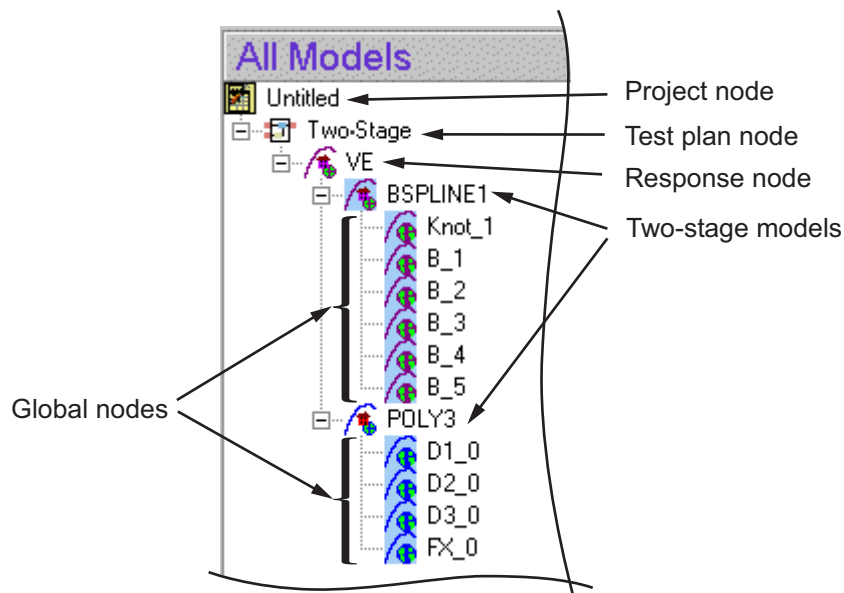 All Models
Untitled
Project node
Two-Stage
Test plan node
VE
Response node
BSPLINE1
Two-stage models
Knot_1
B_1
B_2
B_3
B_4
B_5
Global nodes
POLY3
D1_0
D2_0
D3_0
FX_0